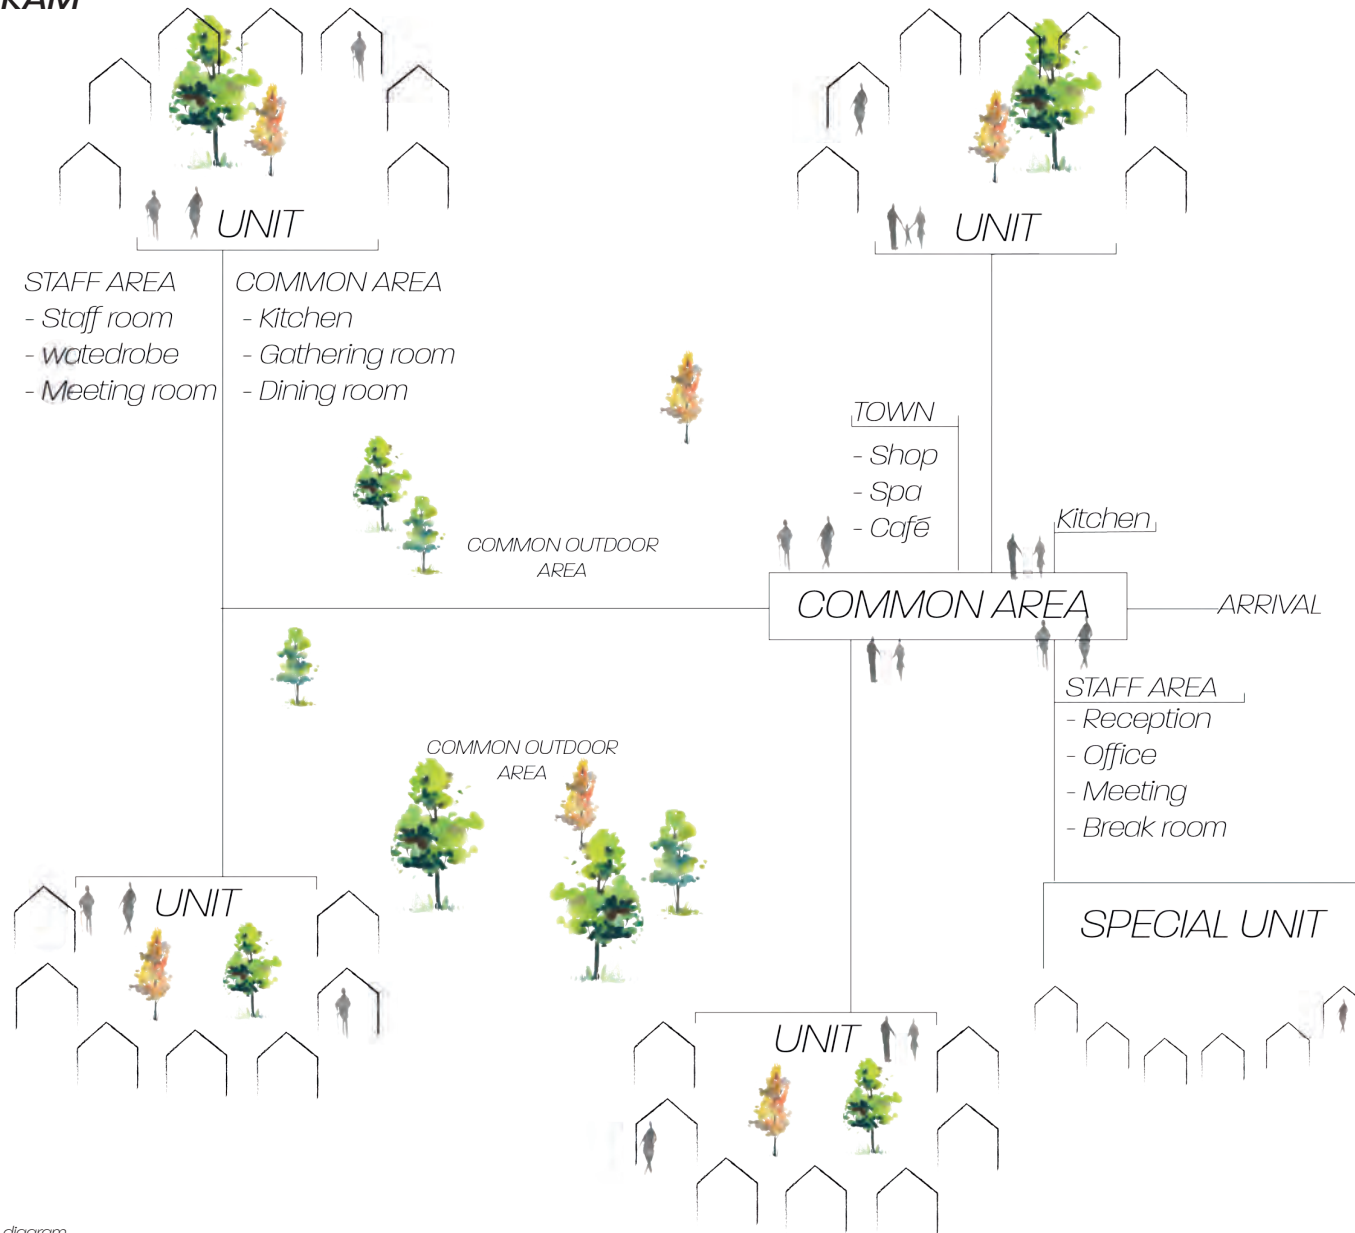 UNIT
UNIT
STAFF AREA
- Staff room
- watedrobe
- Meeting room
COMMON AREA
- Kitchen
- Gathering room
- Dining room
TOWN
- Shop
- Spa
- Café
Kitchen
COMMON OUTDOOR
AREA
COMMON AREA
ARRIVAL
STAFF AREA
- Reception
- Office
- Meeting
- Break room
COMMON OUTDOOR
AREA
UNIT
SPECIAL UNIT
UNIT
diagram